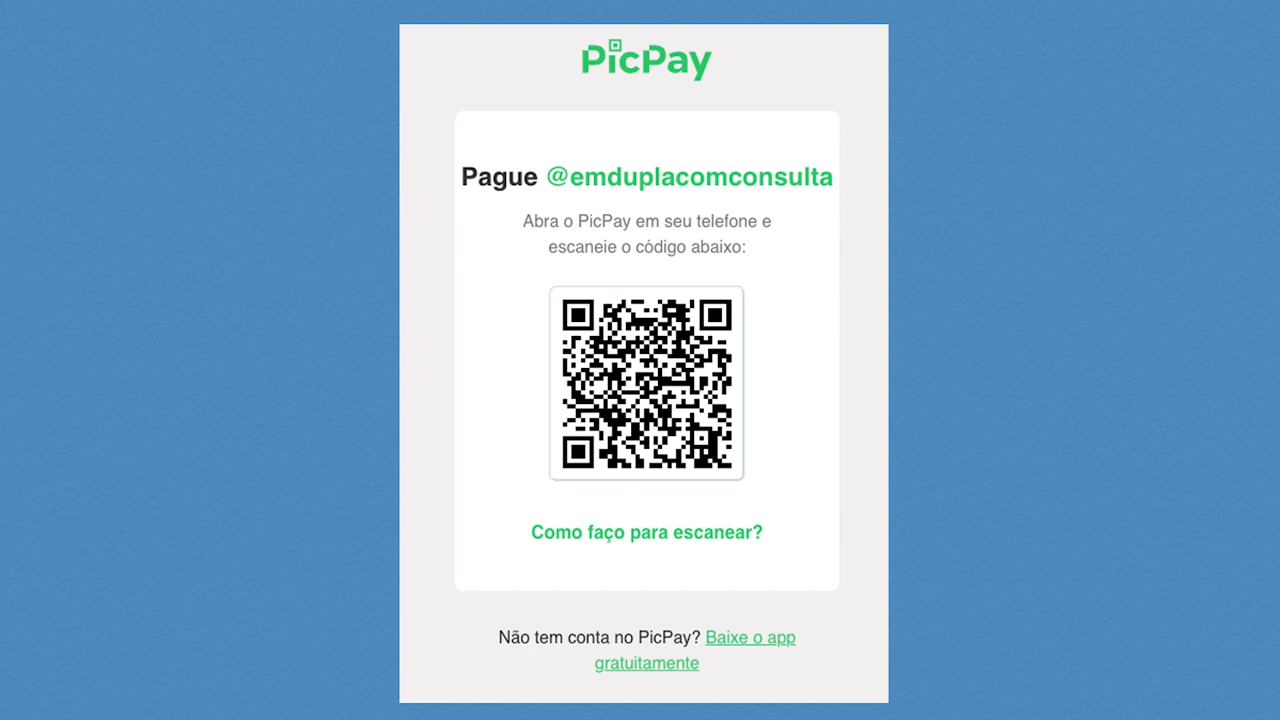 PicPay
Pague @emduplacomconsulta
Abra o PicPay em seu telefone e
escaneie o código abaixo:
Como faço para escanear?
Não tem conta no PicPay? Baixe o app
gratuitamente